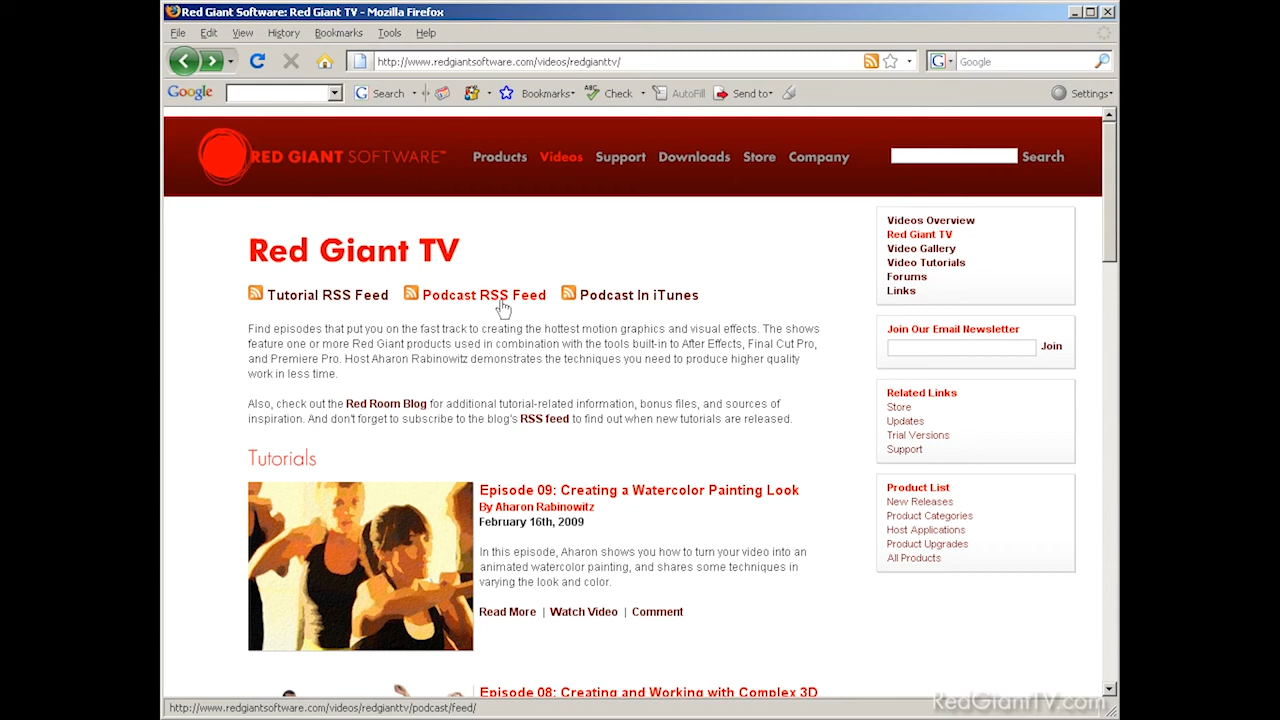 Red Giant Software: Red Giant TV - Mozilla Firefox
File Edit View History Bookmarks Tools Help
http://www.redgiantsoftware.com/videos/redgianttv/
G Google
Google G Search Bookmarks ABC Check AutoFill Send to Settings
RED GIANT SOFTWARE™ Products Videos Support Downloads Store Company Search
Red Giant TV
Tutorial RSS Feed Podcast RSS Feed Podcast In iTunes
Find episodes that put you on the fast track to creating the hottest motion graphics and visual effects. The shows
feature one or more Red Giant products used in combination with the tools built-in to After Effects, Final Cut Pro,
and Premiere Pro. Host Aharon Rabinowitz demonstrates the techniques you need to produce higher quality
work in less time.
Also, check out the Red Room Blog for additional tutorial-related information, bonus files, and sources of
inspiration. And don't forget to subscribe to the blog's RSS feed to find out when new tutorials are released.
Tutorials
Episode 09: Creating a Watercolor Painting Look
By Aharon Rabinowitz
February 16th, 2009
In this episode, Aharon shows you how to turn your video into an
animated watercolor painting, and shares some techniques in
varying the look and color.
Read More | Watch Video | Comment
Episode 08: Creating and Working with Complex 3D
Videos Overview
Red Giant TV
Video Gallery
Video Tutorials
Forums
Links
Join Our Email Newsletter
Join
Related Links
Store
Updates
Trial Versions
Support
Product List
New Releases
Product Categories
Host Applications
Product Upgrades
All Products
http://www.redgiantsoftware.com/videos/redgianttv/podcast/feed/
RedGiantTV.com